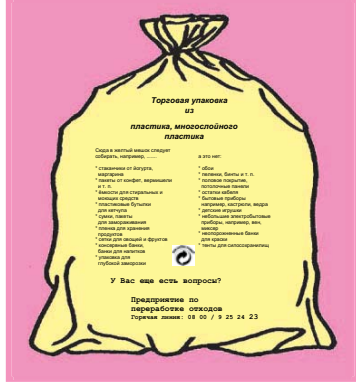 Торговая упаковка
из
пластика, многослойного
пластика
Сюда в желтый мешок следует
собирать, например, ......
* стаканчики от йогурта,
маргарина
* пакеты от конфет, вермишели
и т. п.
* ёмкости для стиральных и
моющих средств
* пластиковые бутылки
для кетчупа
* сумки, пакеты
для замораживания
* пленка для хранения
продуктов
* сетки для овощей и фруктов
* консервные банки,
банки для напитков
* упаковка для
глубокой заморозки
а это нет:
* обои
* пеленки, бинты и т. п.
* половое покрытие,
потолочные панели
* остатки кабеля
* бытовые приборы
например, кастрюли, ведра
* детские игрушки
* небольшие электробытовые
приборы, например, фен,
миксер
* неопорожненные банки
для краски
* тенты для силосохранилищ
У Вас еще есть вопросы?
Предприятие по
переработке отходов
Горячая линия: 08 00 / 9 25 24 23